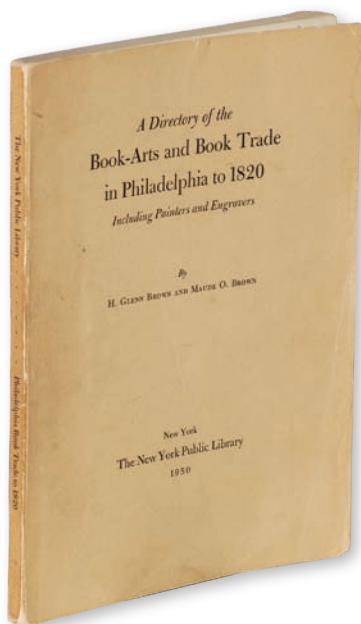 A Directory of the
Book-Arts and Book Trade
in Philadelphia to 1820
Including Painters and Engravers
By
H. Glenn Brown and Maude O. Brown
New York
The New York Public Library
1950
The New York Public Library . . . . . . Philadelphia Book Trade to 1820